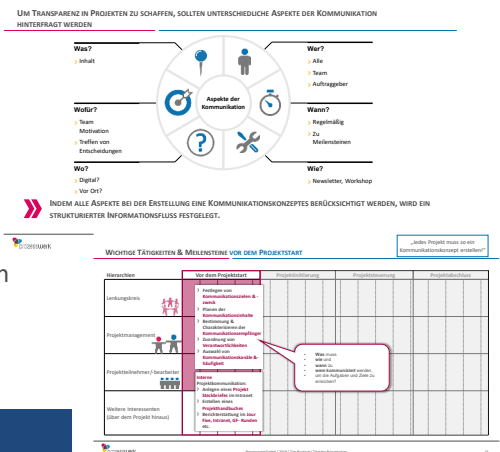 UM TRANSPARENZ IN PROJEKTEN ZU SCHAFFEN, SOLLTEN UNTERSCHIEDLICHE ASPEKTE DER KOMMUNIKATION
HINTERFRAGT WERDEN
Was?
› Inhalt
Wofür?
› Team
Motivation
› Treffen von
Entscheidungen
Wo?
› Digital?
› Vor Ort?
Aspekte der
Kommunikation
?
Wer?
› Alle
› Team
› Auftraggeber
Wann?
› Regelmäßig
› Zu
Meilensteinen
Wie?
› Newsletter, Workshop
INDEM ALLE ASPEKTE BEI DER ERSTELLUNG EINE KOMMUNIKATIONSKONZEPTES BERÜCKSICHTIGT WERDEN, WIRD EIN
STRUKTURIERTER INFORMATIONSFLUSS FESTGELEGT.
prozesswerk
n
WICHTIGE TÄTIGKEITEN & MEILENSTEINE VOR DEM PROJEKTSTART
„Jedes Projekt muss so ein
Kommunikationskonzept erstellen!"
Hierarchien
Vor dem Projektstart
Projektinitiierung
Projektsteuerung
Projektabschluss
Lenkungskreis
Projektmanagement
Projektteilnehmer/-bearbeiter
Weitere Interessenten
(über dem Projekt hinaus)
› Festlegen von
Kommunikationszielen & -
zweck
› Planen der
Kommunikationsinhalte
› Bestimmung &
Charakterisieren der
Kommunikationsempfänger
› Zuordnung von
Verantwortlichkeiten
› Auswahl von
Kommunikationskanäle & -
häufigkeit
Interne
Projektkommunikation:
› Anlegen eines Projekt
Steckbriefes im Intranet
› Erstellen eines
Projekthandbuches
› Berichterstattung im Jour
Fixe, Intranet, GF- Runden
etc.
• Was muss
• wie und
• wann zu
• wem kommuniziert werden,
um die Aufgaben und Ziele zu
erreichen?
prozesswerk